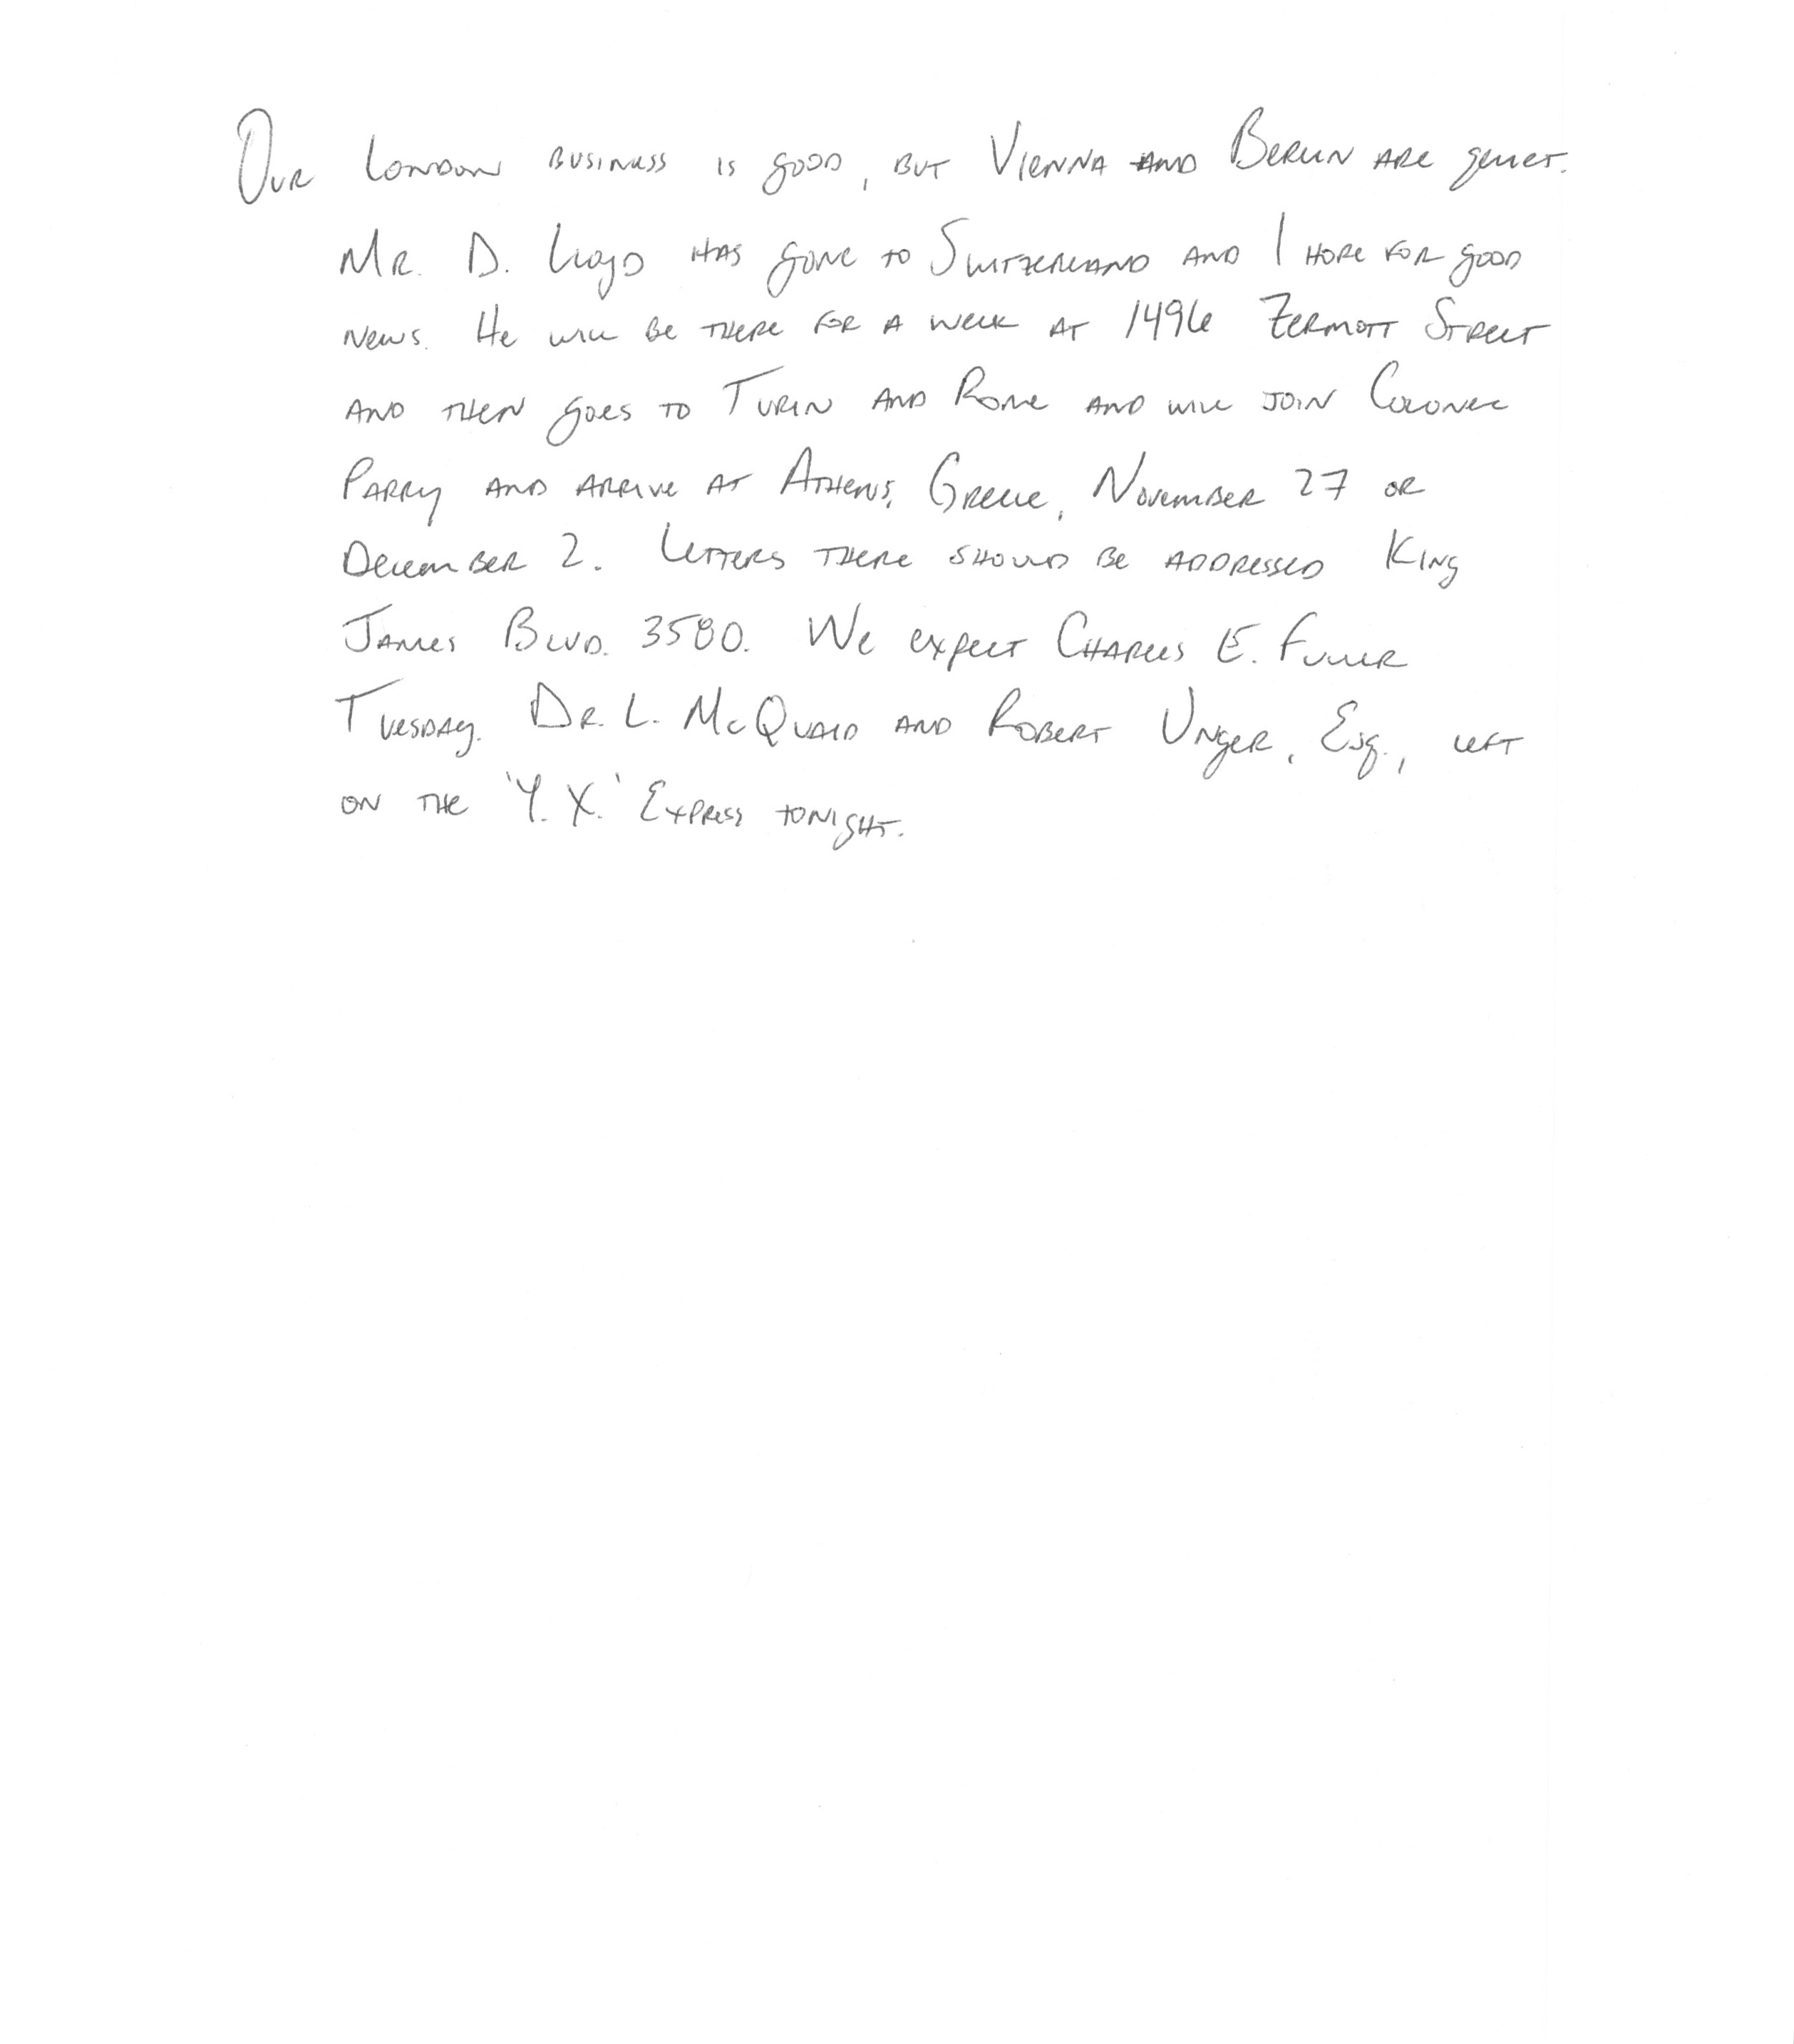 Our London business is good, but Vienna and Berlin are quiet.
Mr. D. Lloyd has gone to Switzerland and I hope for good
news. He will be there for a week at 1496 Zermott Street
and then goes to Turin and Rome and will join Colonel
Parry and arrive at Athens, Greece, November 27 or
December 2. Letters there should be addressed King
James Blvd. 3580. We expect Charles E. Fuller
Tuesday. Dr. L. McQuaid and Robert Unger, Esq., left
on the 'Y. X.' Express tonight.